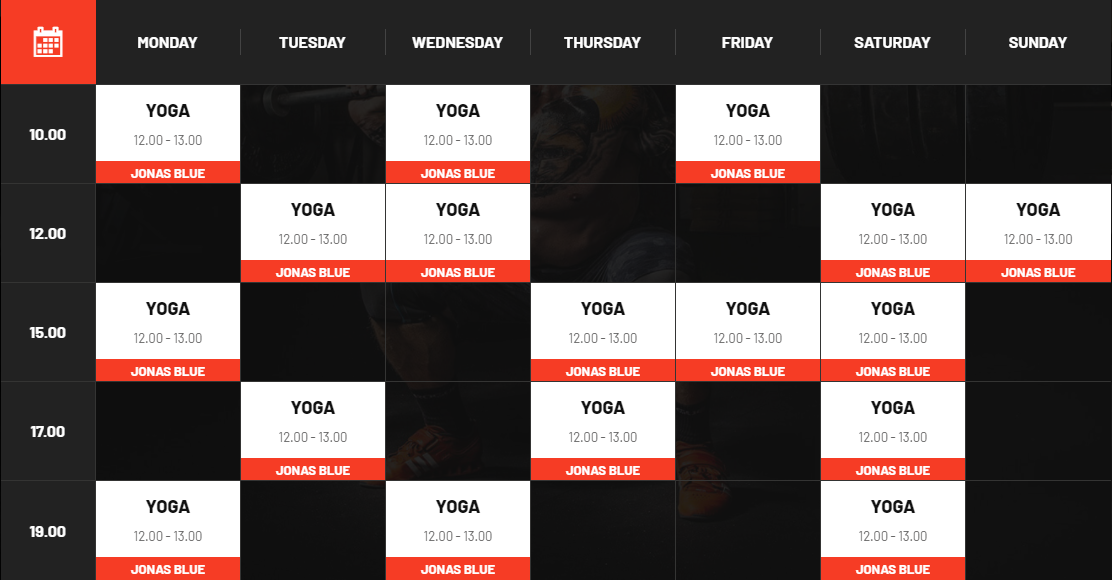 MONDAY TUESDAY WEDNESDAY THURSDAY FRIDAY SATURDAY SUNDAY
10.00
YOGA YOGA YOGA
12.00 - 13.00 12.00 - 13.00 12.00 - 13.00
JONAS BLUE JONAS BLUE JONAS BLUE
12.00
YOGA YOGA YOGA YOGA
12.00 - 13.00 12.00 - 13.00 12.00 - 13.00 12.00 - 13.00
JONAS BLUE JONAS BLUE JONAS BLUE JONAS BLUE
15.00
YOGA YOGA YOGA YOGA
12.00 - 13.00 12.00 - 13.00 12.00 - 13.00 12.00 - 13.00
JONAS BLUE JONAS BLUE JONAS BLUE JONAS BLUE
17.00
YOGA YOGA YOGA
12.00 - 13.00 12.00 - 13.00 12.00 - 13.00
JONAS BLUE JONAS BLUE JONAS BLUE
19.00
YOGA YOGA YOGA
12.00 - 13.00 12.00 - 13.00 12.00 - 13.00
JONAS BLUE JONAS BLUE JONAS BLUE